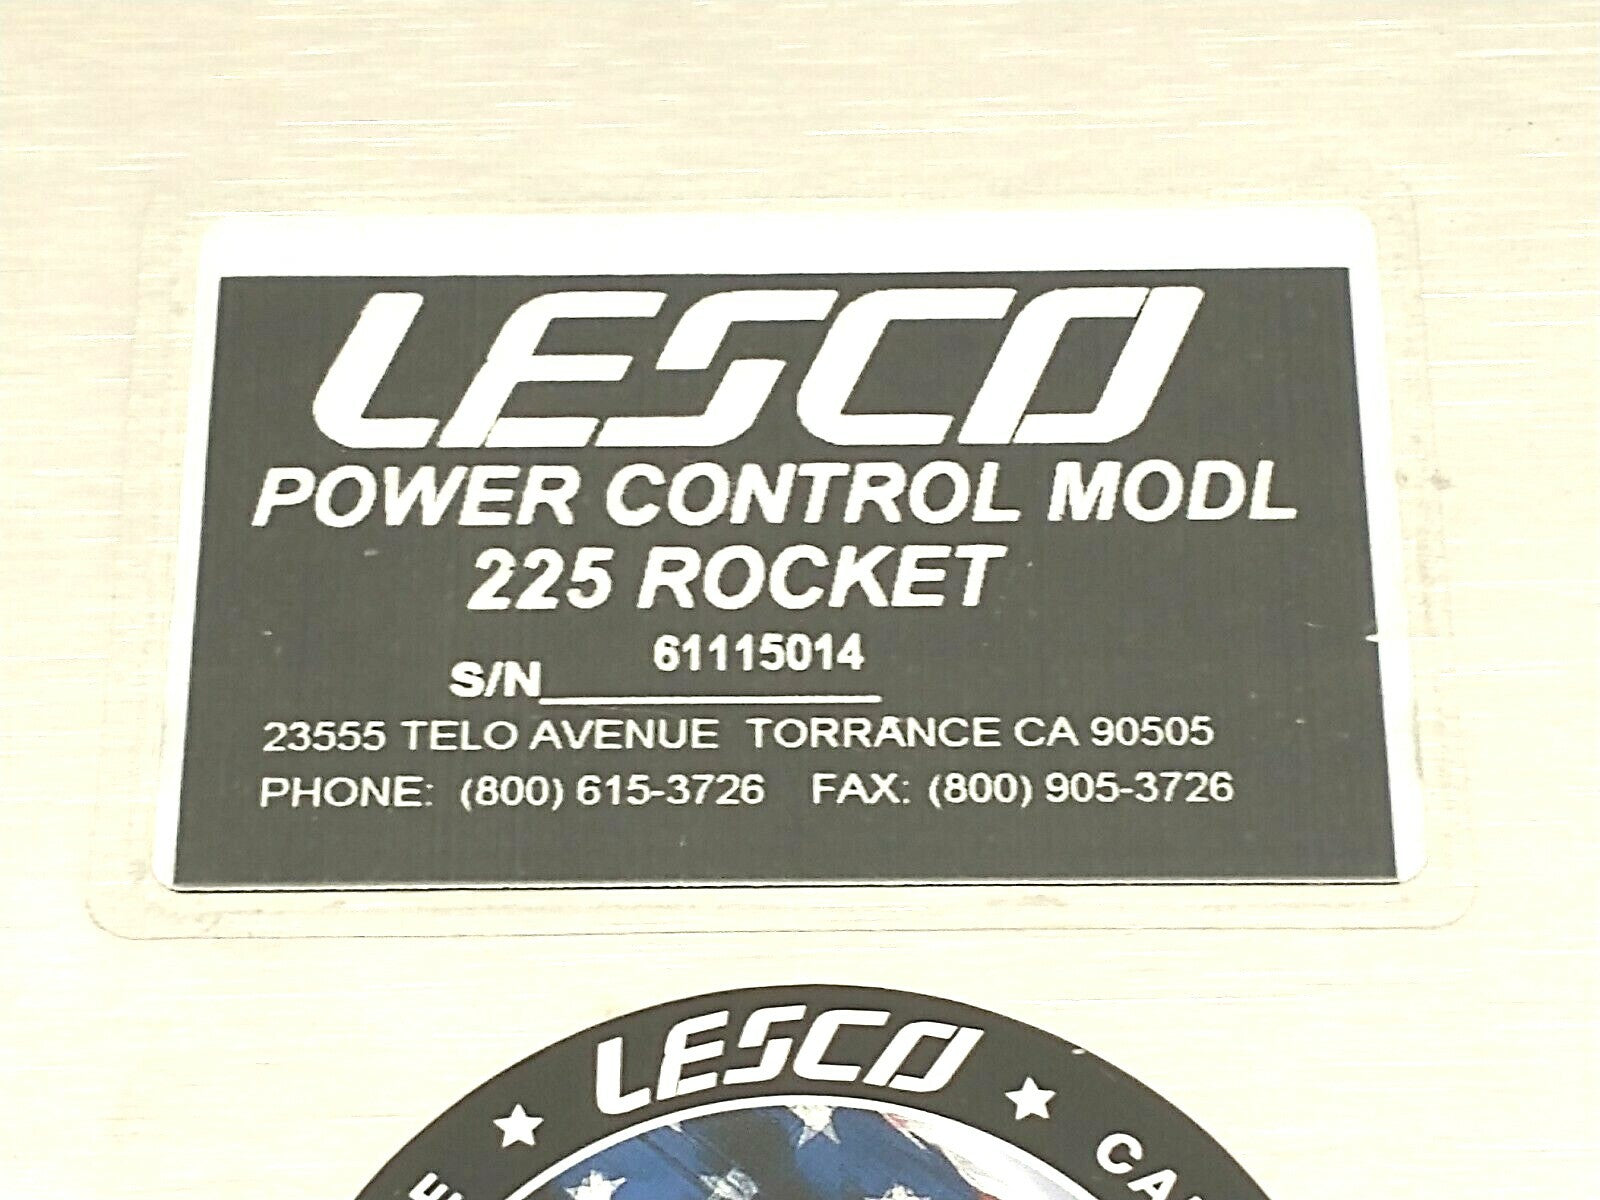 LESCO
POWER CONTROL MODL
225 ROCKET
S/N 61115014
23555 TELO AVENUE TORRANCE CA 90505
PHONE: (800) 615-3726 FAX: (800) 905-3726
LESCO